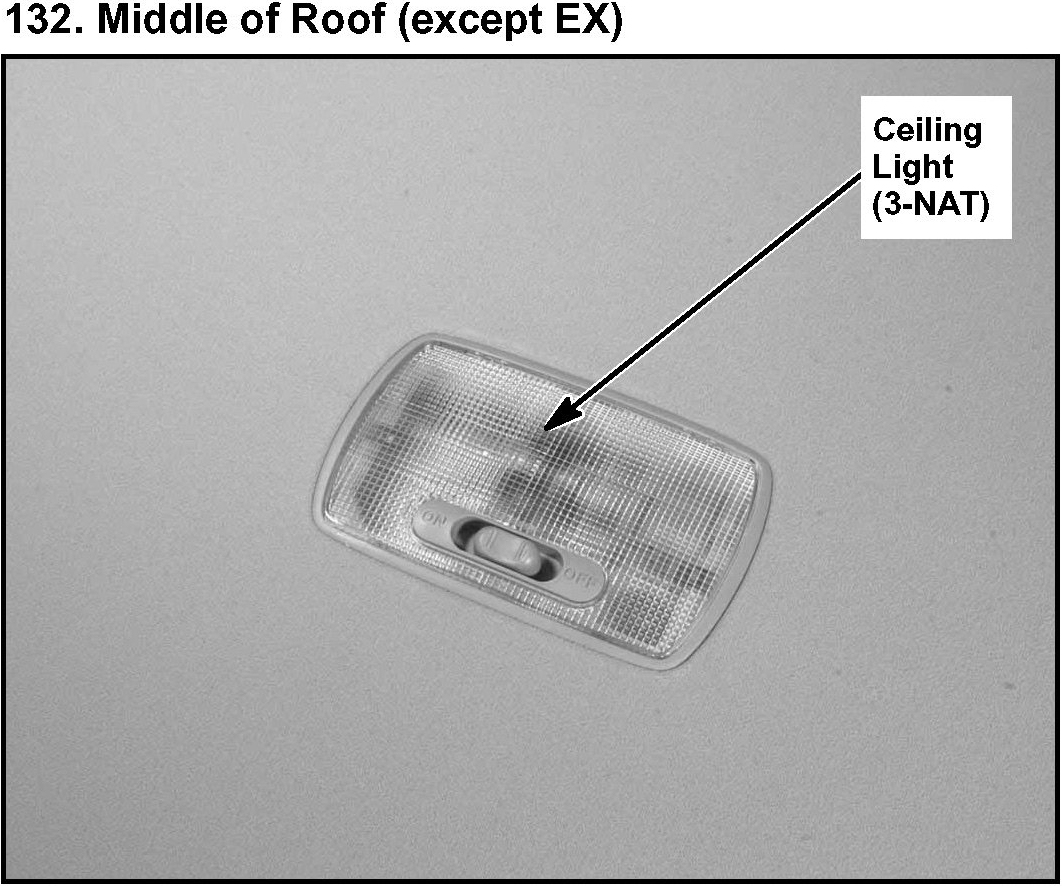 132. Middle of Roof (except EX)
Ceiling
Light
(3-NAT)
ON
OFF